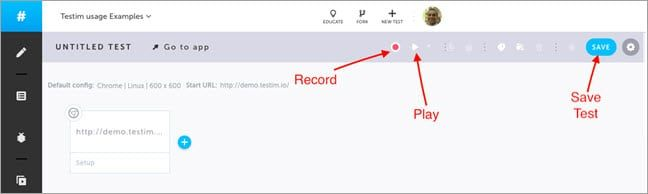 Testim usage Examples
EDUCATE
FORK
NEW TEST
UNTITLED TEST
Go to app
SAVE
Record
Play
Save
Test
Default config: Chrome | Linux | 600 x 600 · Start URL: http://demo.testim.io/
http://demo.testim....
Setup